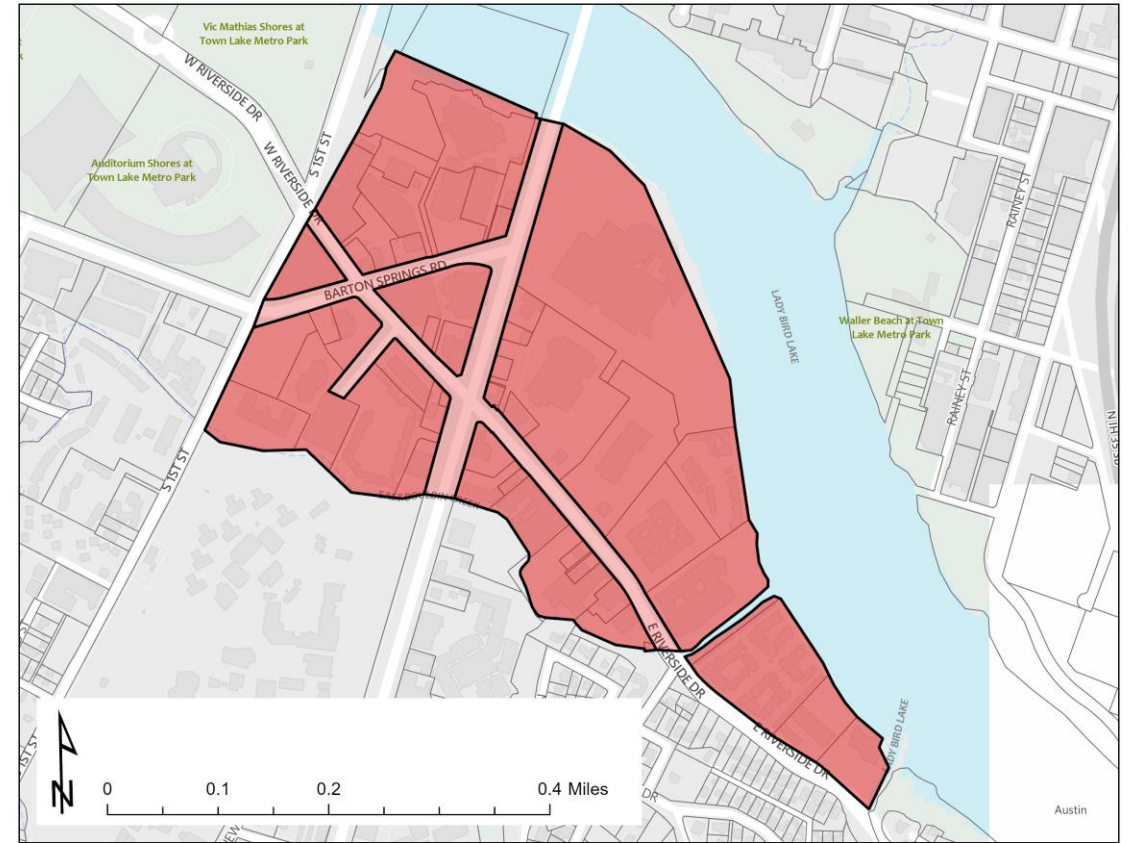 Vic Mathias Shores at
Town Lake Metro Park
W RIVERSIDE DR
S 1ST ST
W RIVERSIDE DR
Auditorium Shores at
Town Lake Metro Park
RAINEY ST
BARTON SPRINGS RD
LADY BIRD LAKE
Waller Beach at Town
Lake Metro Park
RAINEY ST
N IH 35
S 1ST ST
E RIVERSIDE DR
E RIVERSIDE DR
DY BIRD LAKE
1ST ST
DR
N
0 0.1 0.2 0.4 Miles
Austin